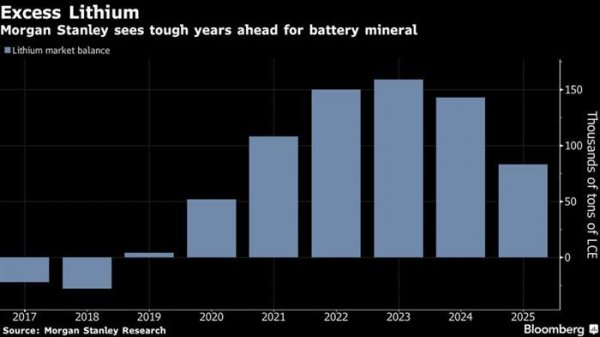 Excess Lithium
Morgan Stanley sees tough years ahead for battery mineral
Lithium market balance
150
100
50
0
Thousands of tons of LCE
2017 2018 2019 2020 2021 2022 2023 2024 2025
Source: Morgan Stanley Research
Bloomberg